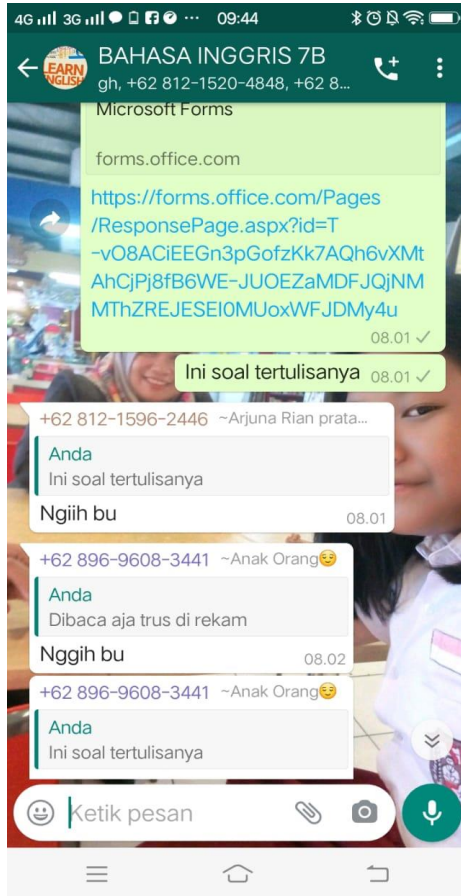 4G 3G 09:44
EARN
NGLISH
BAHASA INGGRIS 7B
gh, +62 812-1520-4848, +62 8...
Microsoft Forms
forms.office.com
https://forms.office.com/Pages
/ResponsePage.aspx?id=T
-vO8ACiEEGn3pGofzKk7AQh6vXMt
AhCjPj8fB6WE-JUOEZaMDFJQjNM
MThZREJESEI0MUoxWFJDMy4u
08.01
Ini soal tertulisanya 08.01
+62 812-1596-2446 ~Arjuna Rian prata...
Anda
Ini soal tertulisanya
Ngiih bu
08.01
+62 896-9608-3441 ~Anak Orang😌
Anda
Dibaca aja trus di rekam
Nggih bu
08.02
+62 896-9608-3441 ~Anak Orang😌
Anda
Ini soal tertulisanya
Ketik pesan